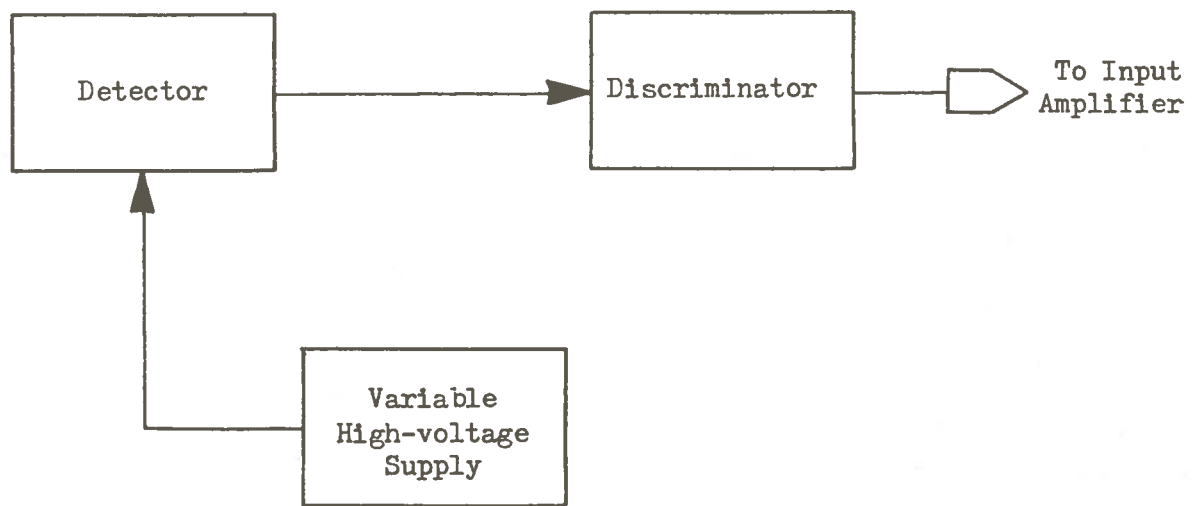 Detector
Discriminator
To Input
Amplifier
Variable
High-voltage
Supply